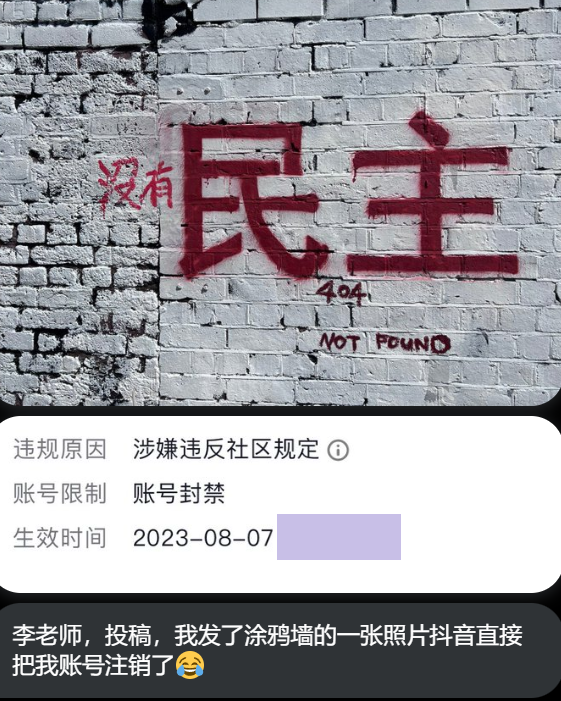 没有
民主
404
NOT FOUND
违规原因 涉嫌违反社区规定
账号限制 账号封禁
生效时间 2023-08-07
李老师，投稿，我发了涂鸦墙的一张照片抖音直接
把我账号注销了😂